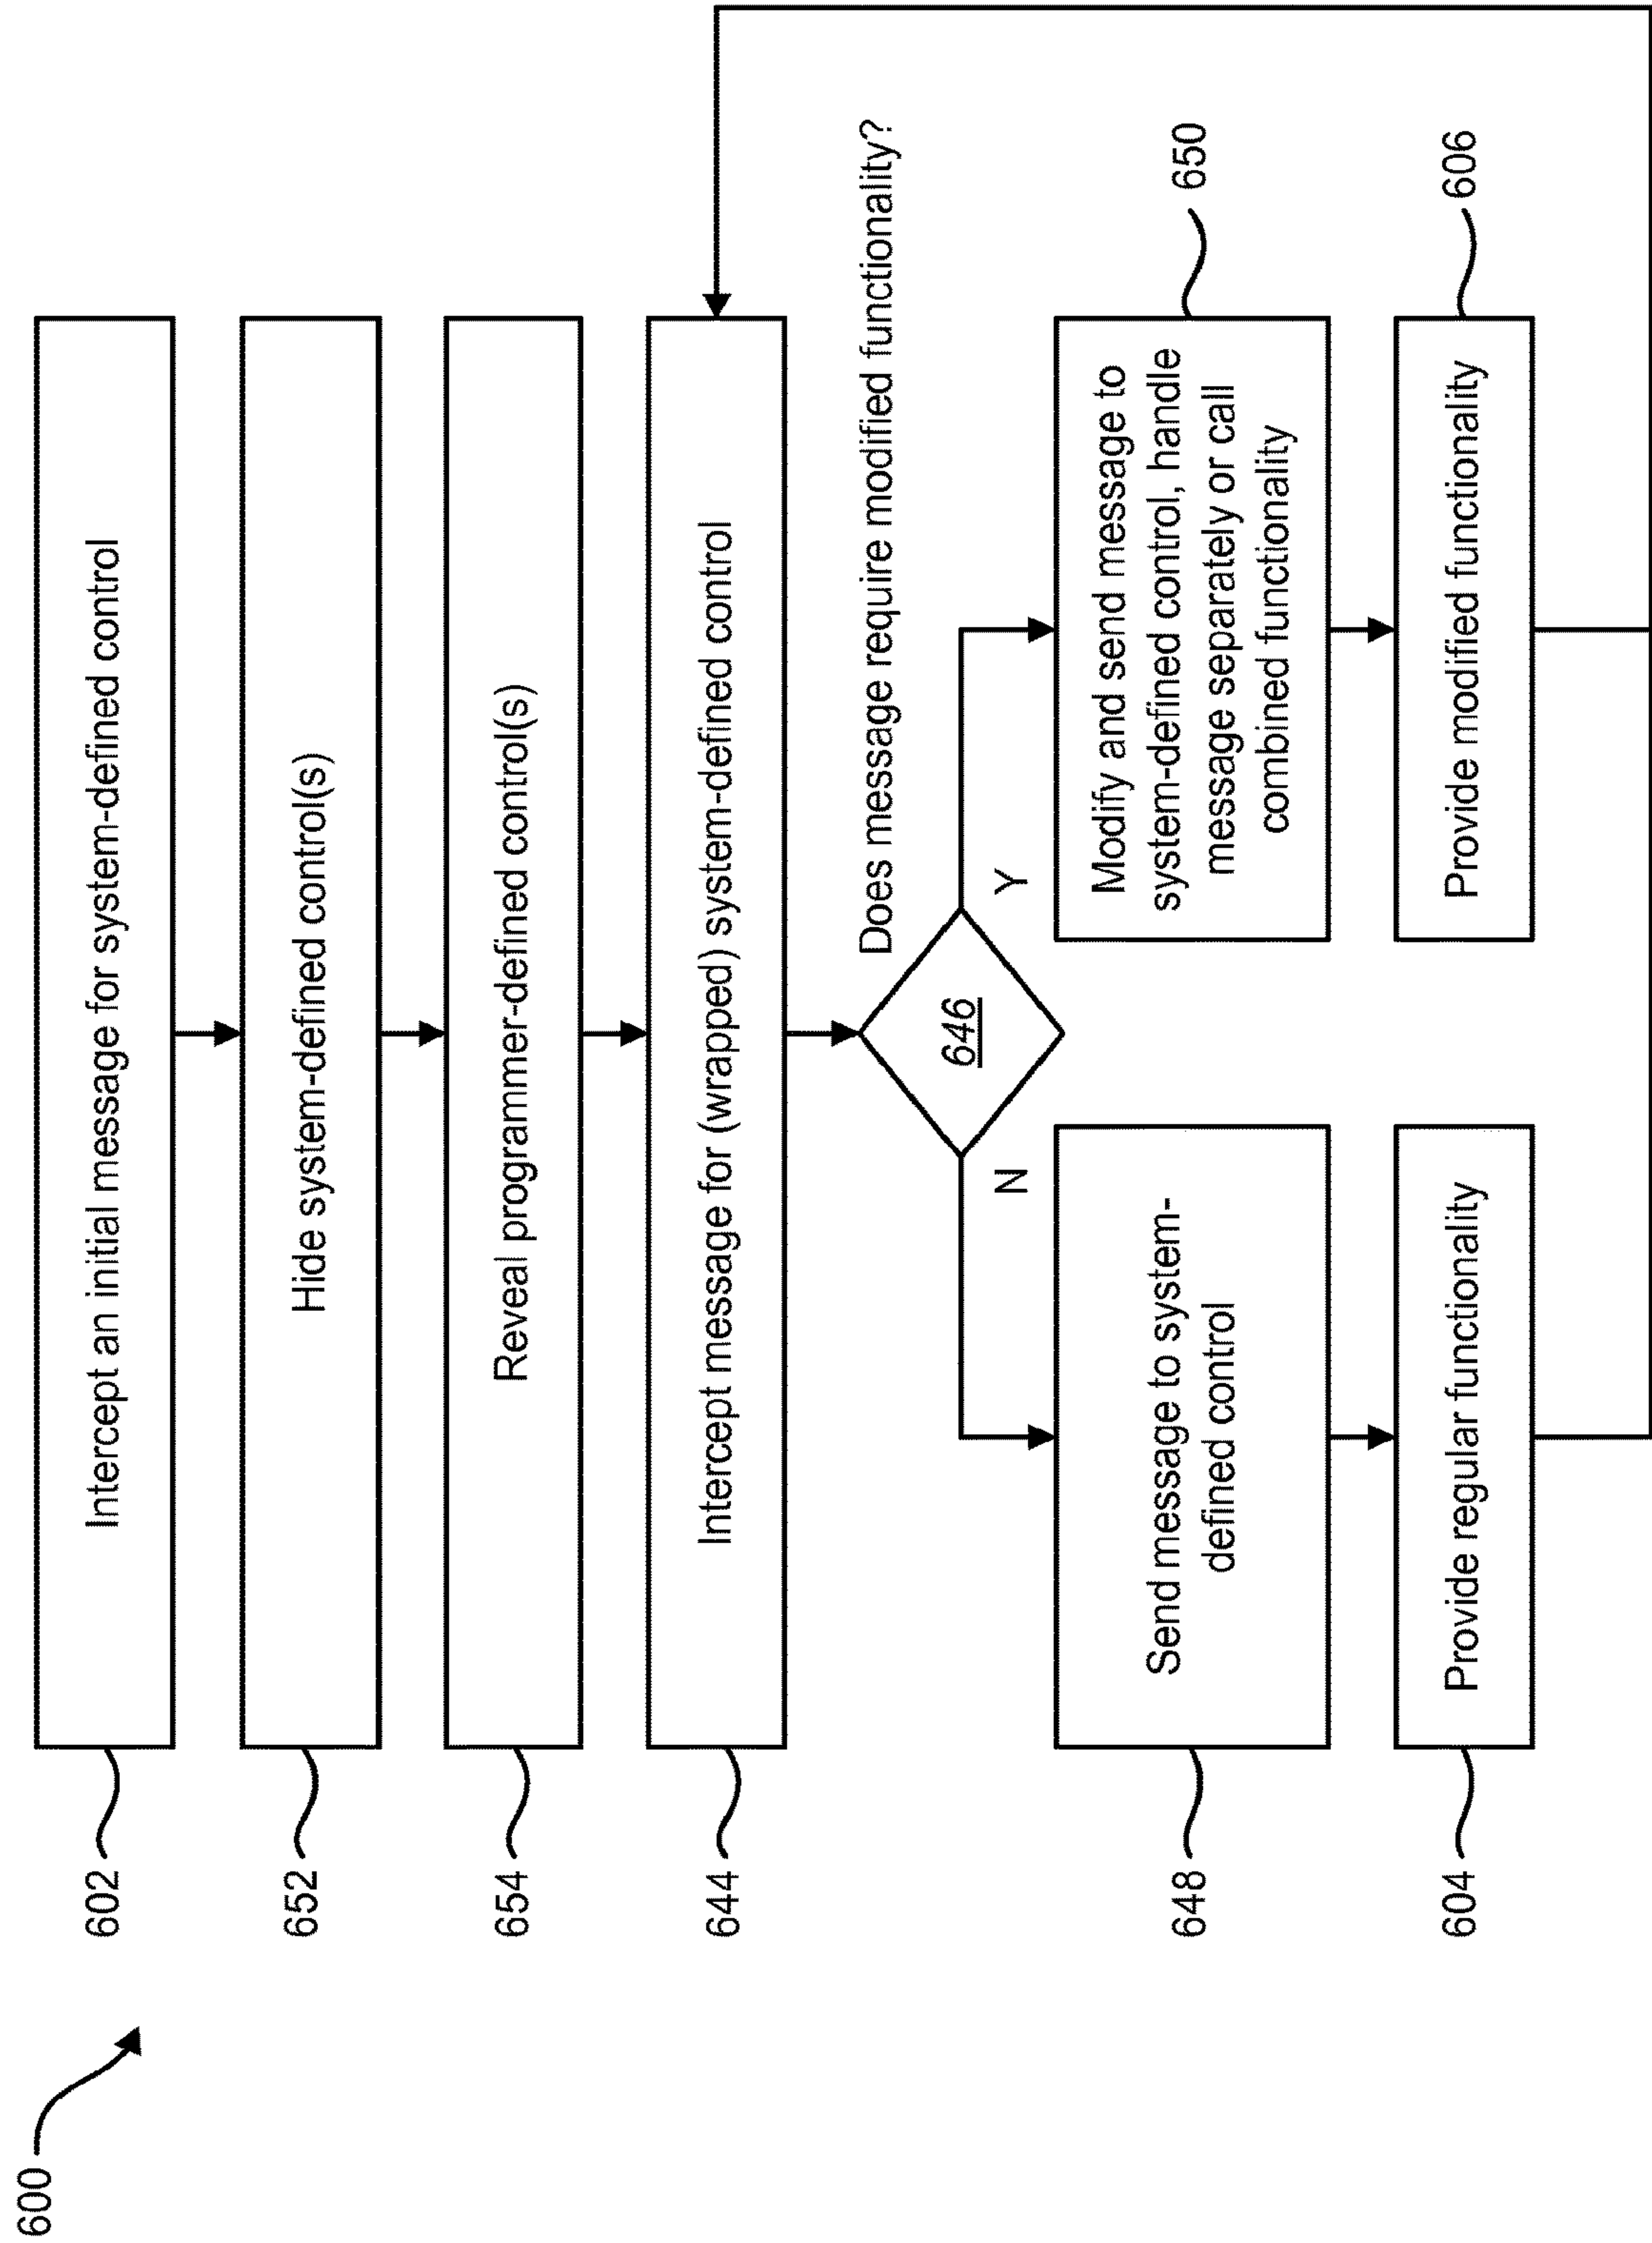 600
602
Intercept an initial message for system-defined control
652
Hide system-defined control(s)
654
Reveal programmer-defined control(s)
644
Intercept message for (wrapped) system-defined control
Does message require modified functionality?
646
N
Y
648
Send message to system-
defined control
Modify and send message to
system-defined control, handle
message separately or call
combined functionality
650
604
Provide regular functionality
Provide modified functionality
606